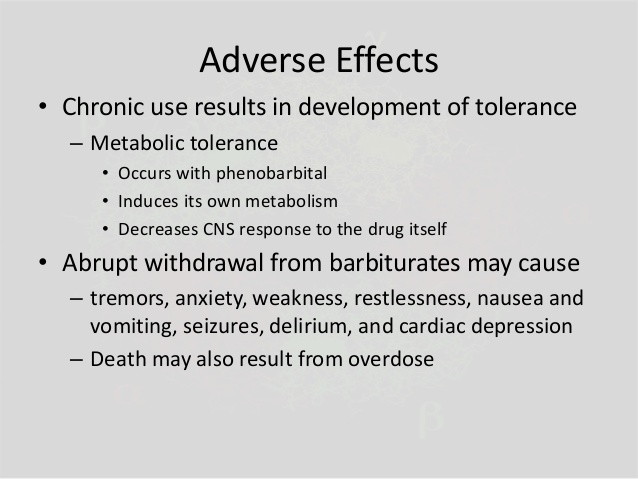 Adverse Effects
• Chronic use results in development of tolerance
– Metabolic tolerance
• Occurs with phenobarbital
• Induces its own metabolism
• Decreases CNS response to the drug itself
• Abrupt withdrawal from barbiturates may cause
– tremors, anxiety, weakness, restlessness, nausea and
vomiting, seizures, delirium, and cardiac depression
– Death may also result from overdose
β